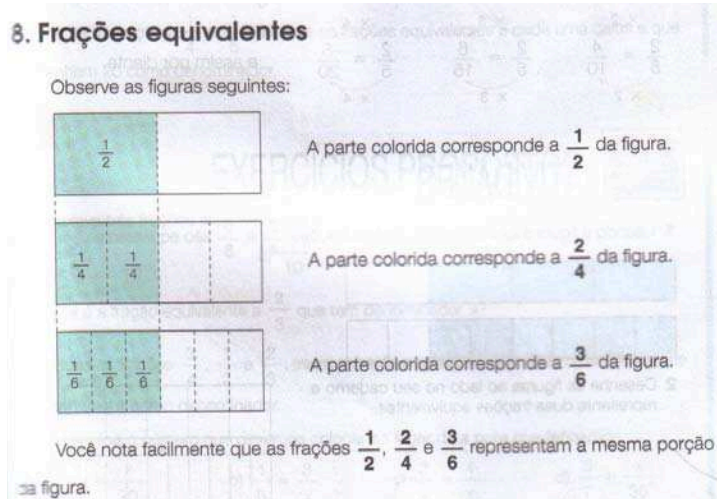 8. Frações equivalentes
Observe as figuras seguintes:
1/2
A parte colorida corresponde a 1/2 da figura.
1/4 1/4
A parte colorida corresponde a 2/4 da figura.
1/6 1/6 1/6
A parte colorida corresponde a 3/6 da figura.
Você nota facilmente que as frações 1/2, 2/4 e 3/6 representam a mesma porção
da figura.